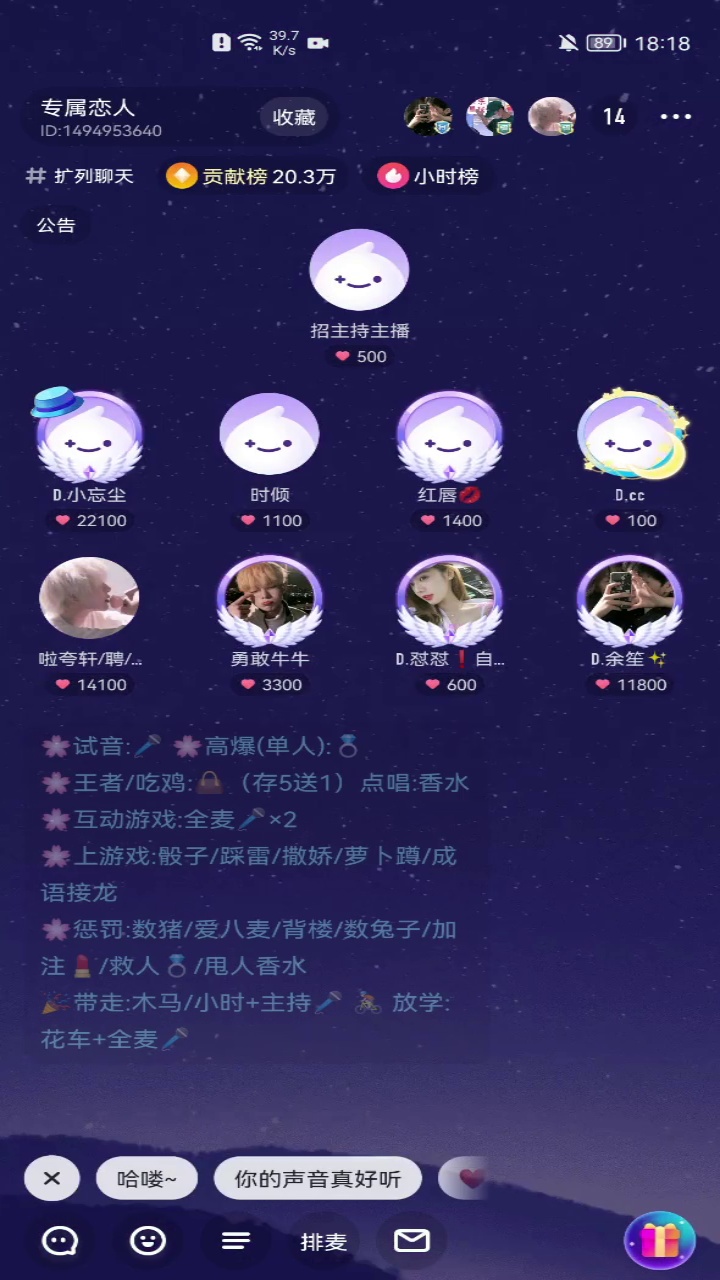 39.7 K/s
89 18:18
专属恋人
ID:1494953640
收藏
14
# 扩列聊天
贡献榜 20.3万
小时榜
公告
招主持主播
500
D.小忘尘
22100
时倾
1100
红唇💋
1400
D.cc
100
啦夸轩/聘/...
14100
勇敢牛牛
3300
D.怼怼❗自...
600
D.余笙✨
11800
🌸试音:🎤 🌸高爆(单人):💍
🌸王者/吃鸡:👜（存5送1）点唱:香水
🌸互动游戏:全麦🎤×2
🌸上游戏:骰子/踩雷/撒娇/萝卜蹲/成
语接龙
🌸惩罚:数猪/爱八麦/背楼/数兔子/加
注💄/救人💍/甩人香水
🎉带走:木马/小时+主持🎤 🚴 放学:
花车+全麦🎤
哈喽~
你的声音真好听
排麦